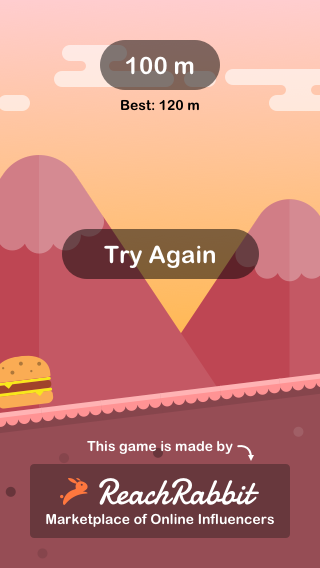 100 m
Best: 120 m
Try Again
This game is made by
ReachRabbit
Marketplace of Online Influencers